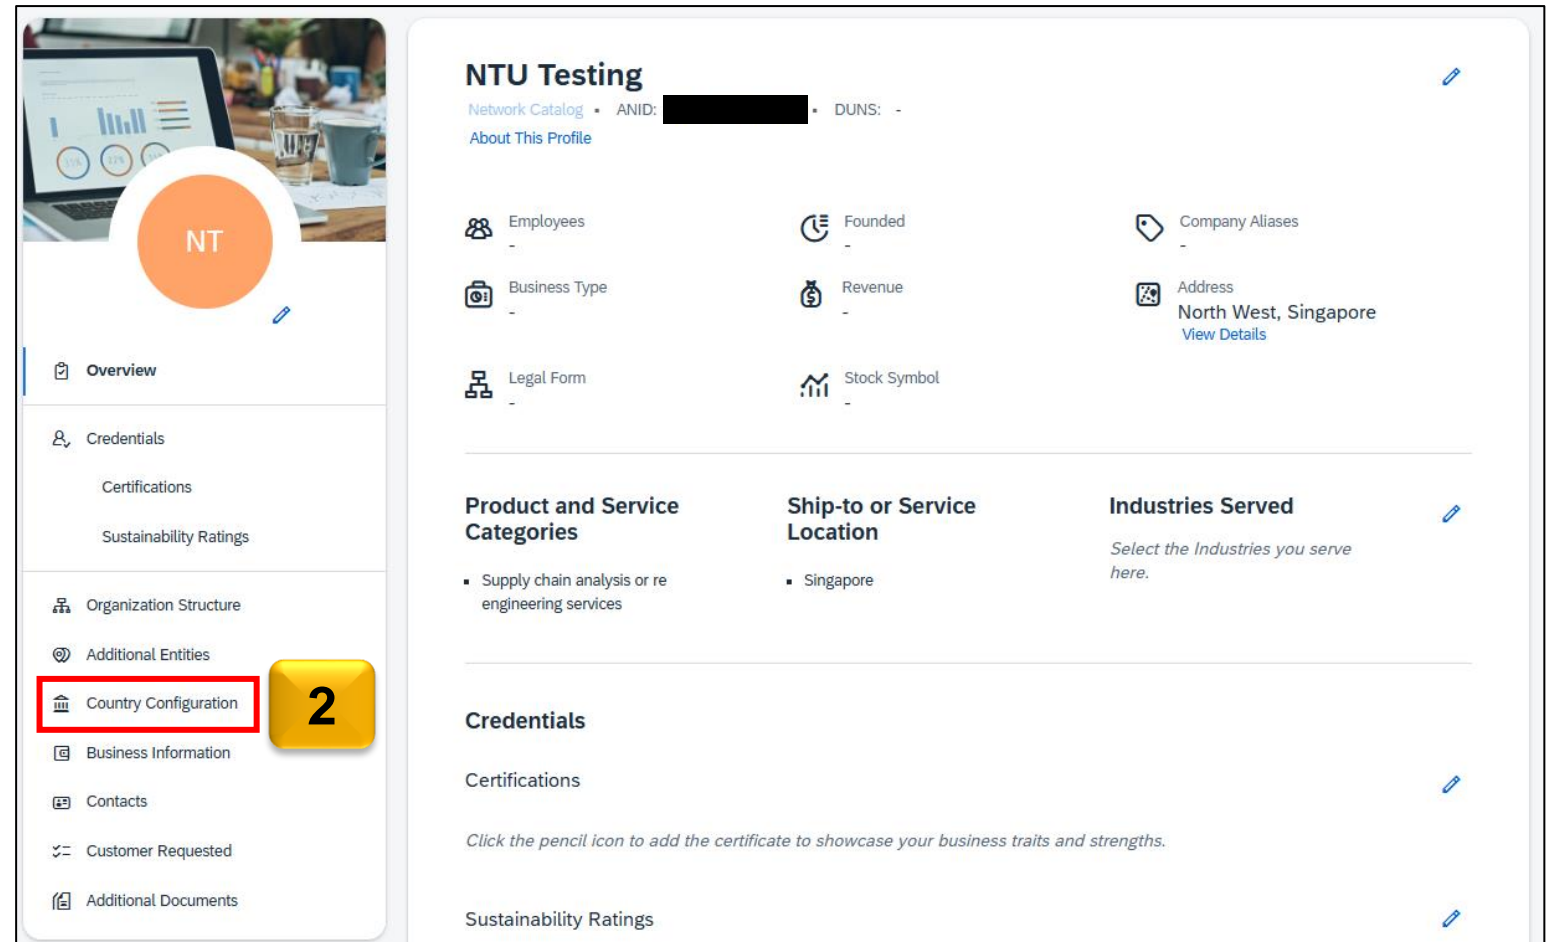 NT
Overview
Credentials
Certifications
Sustainability Ratings
Organization Structure
Additional Entities
Country Configuration
2
Business Information
Contacts
Customer Requested
Additional Documents
NTU Testing
Network Catalog ▪ ANID: ▪ DUNS: -
About This Profile
Employees
-
Founded
-
Company Aliases
-
Business Type
-
Revenue
-
Address
North West, Singapore
View Details
Legal Form
-
Stock Symbol
-
Product and Service
Categories
▪ Supply chain analysis or re
engineering services
Ship-to or Service
Location
▪ Singapore
Industries Served
Select the Industries you serve
here.
Credentials
Certifications
Click the pencil icon to add the certificate to showcase your business traits and strengths.
Sustainability Ratings